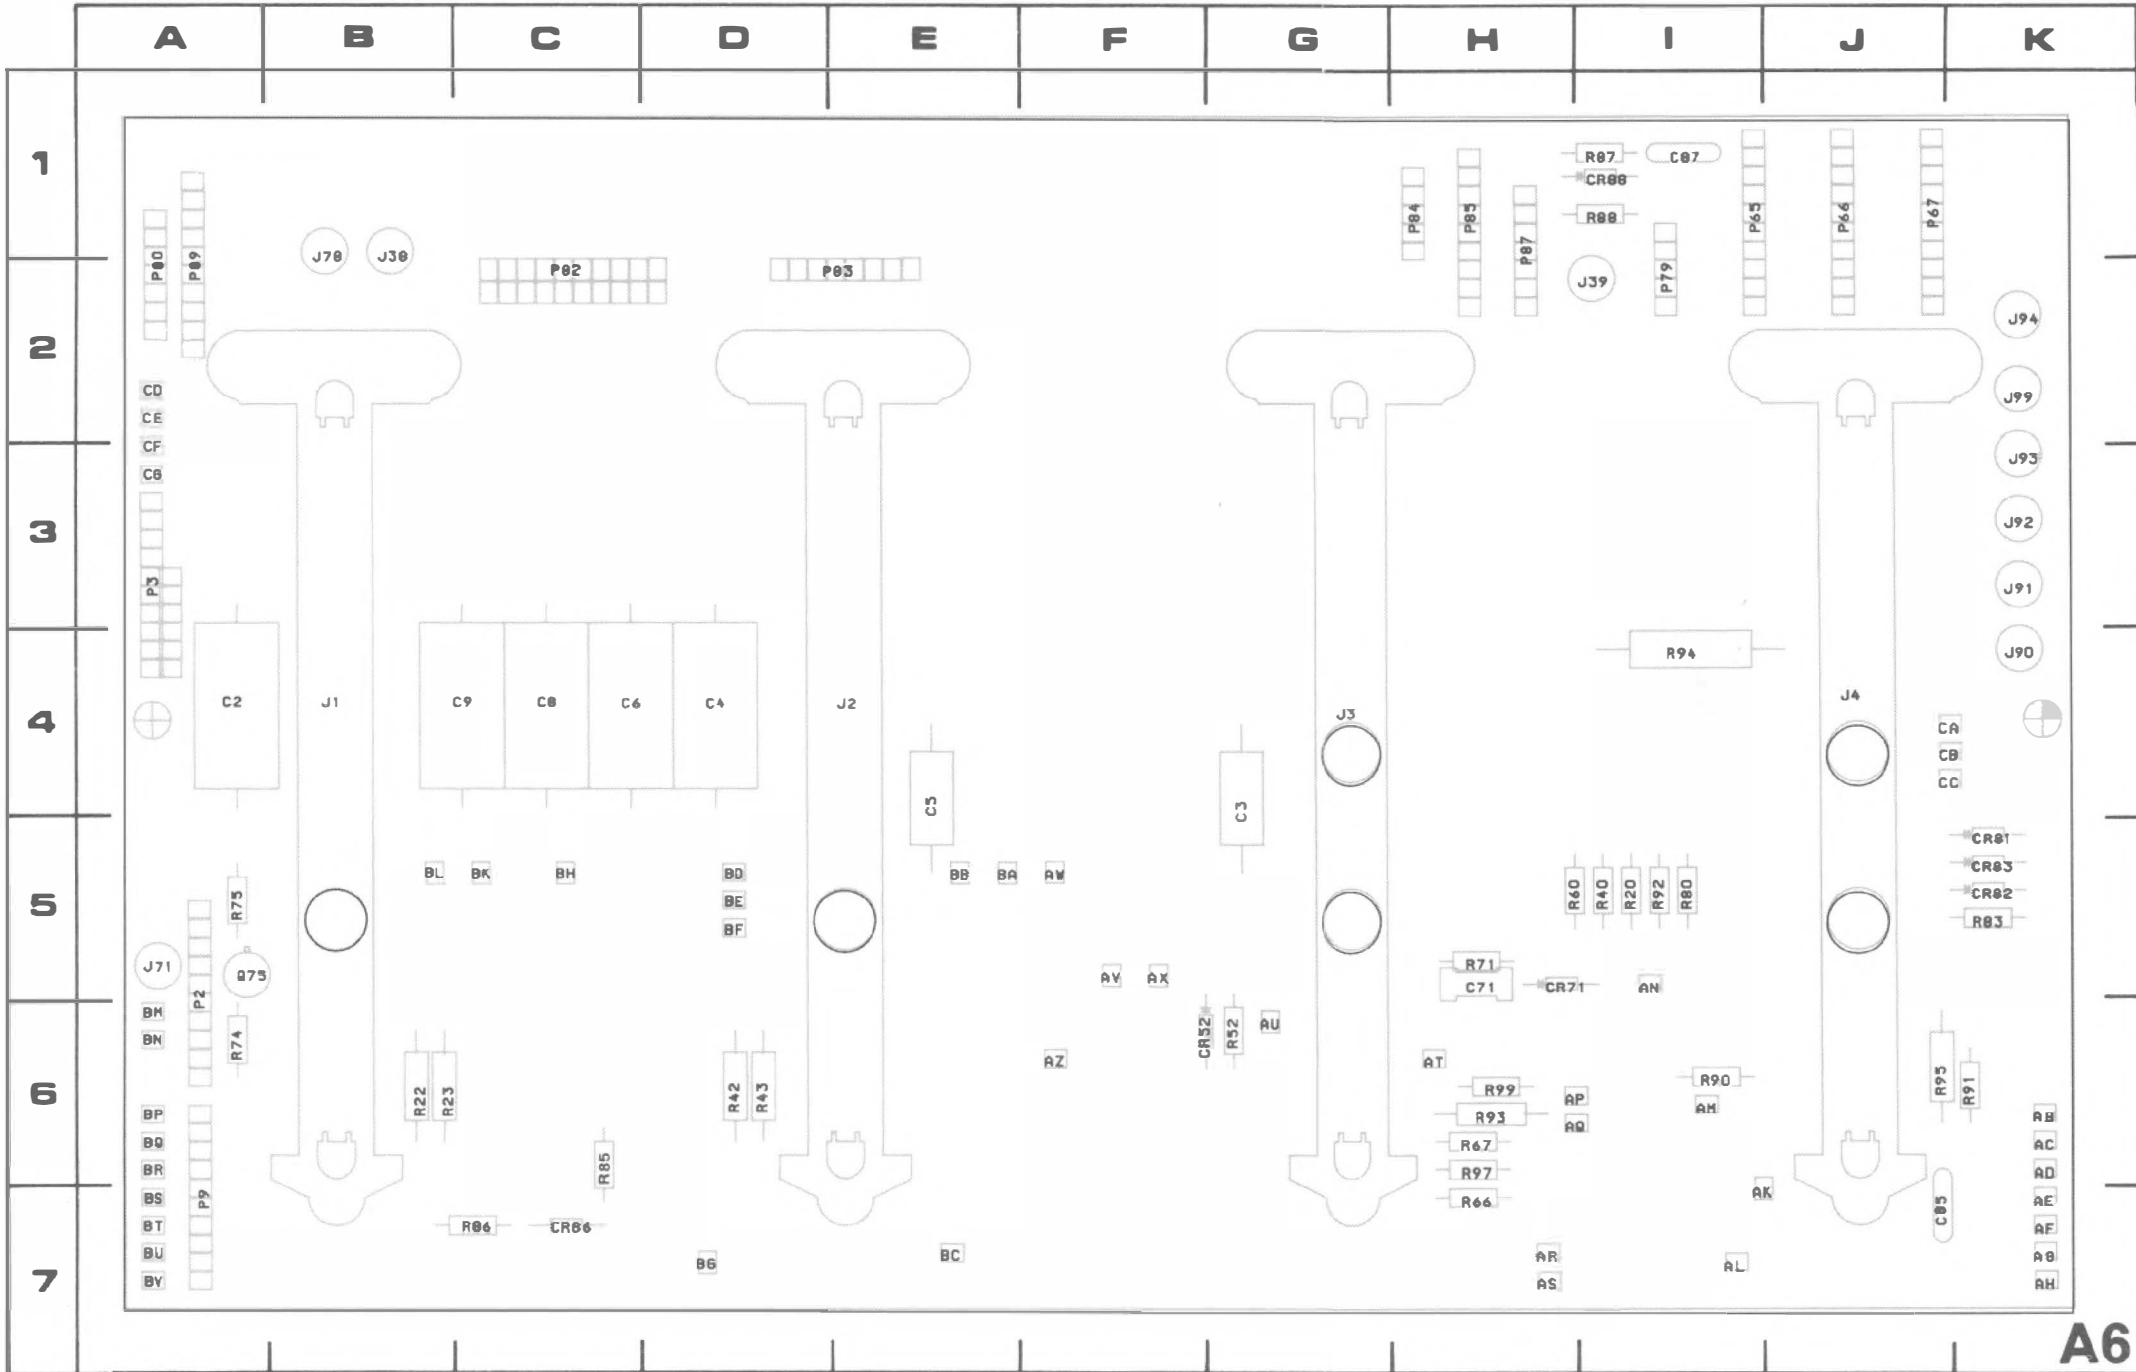 A B C D E F G H I J K
1
R87 C87
CR88
P84 P85 R88 P65 P66 P67
P80 P89 J78 J38 P82 P83 P87 J39 P79
J94
2
CD J99
CE
CF
CG J93
3
J92
P3 J91
R94 J90
4
C2 J1 C9 C8 C6 C4 J2 J3 J4
CA
CB
CC
C5 C3
CR81
BL BK BH BD BB BA AW CR83
5
R75 BE R60 R40 R20 R92 R80 CR82
BF R83
J71 Q75 R71
AV AX C71 CR71 AN
P2
BM AU
BN R74 CR52 R52
AZ AT
6
R22 R23 R42 R43 R99 R90 R95 R91
AP AM
BP R93 AB
BQ AQ
R67 AC
BR R85 R97 AD
BS P9 R66 AK AE
BT R86 CR86 C85 AF
BU BC AR
BG AL
7
BV AS AH
A6